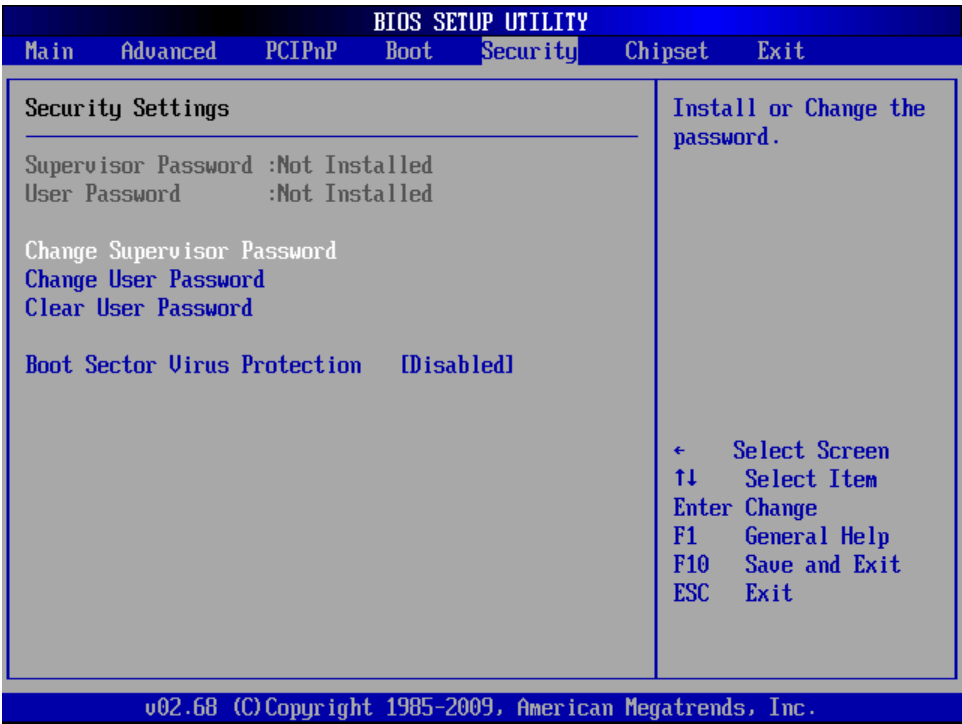 BIOS SETUP UTILITY
Main Advanced PCIPnP Boot Security Chipset Exit
Security Settings
Supervisor Password :Not Installed
User Password :Not Installed
Change Supervisor Password
Change User Password
Clear User Password
Boot Sector Virus Protection [Disabled]
Install or Change the
password.
← Select Screen
↑↓ Select Item
Enter Change
F1 General Help
F10 Save and Exit
ESC Exit
v02.68 (C)Copyright 1985-2009, American Megatrends, Inc.